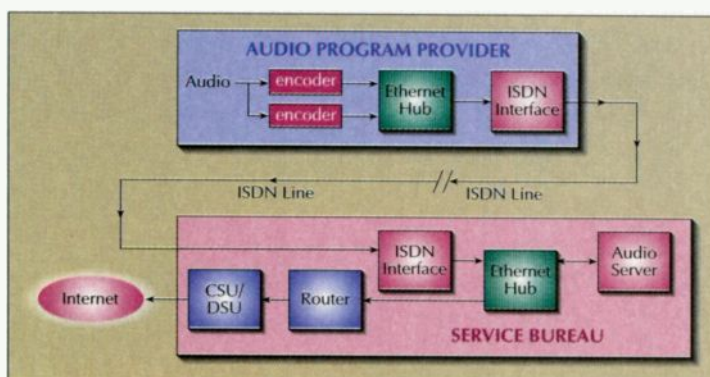 AUDIO PROGRAM PROVIDER
Audio
encoder
encoder
Ethernet
Hub
ISDN
Interface
ISDN Line
ISDN Line
ISDN
Interface
Ethernet
Hub
Audio
Server
Internet
CSU/
DSU
Router
SERVICE BUREAU